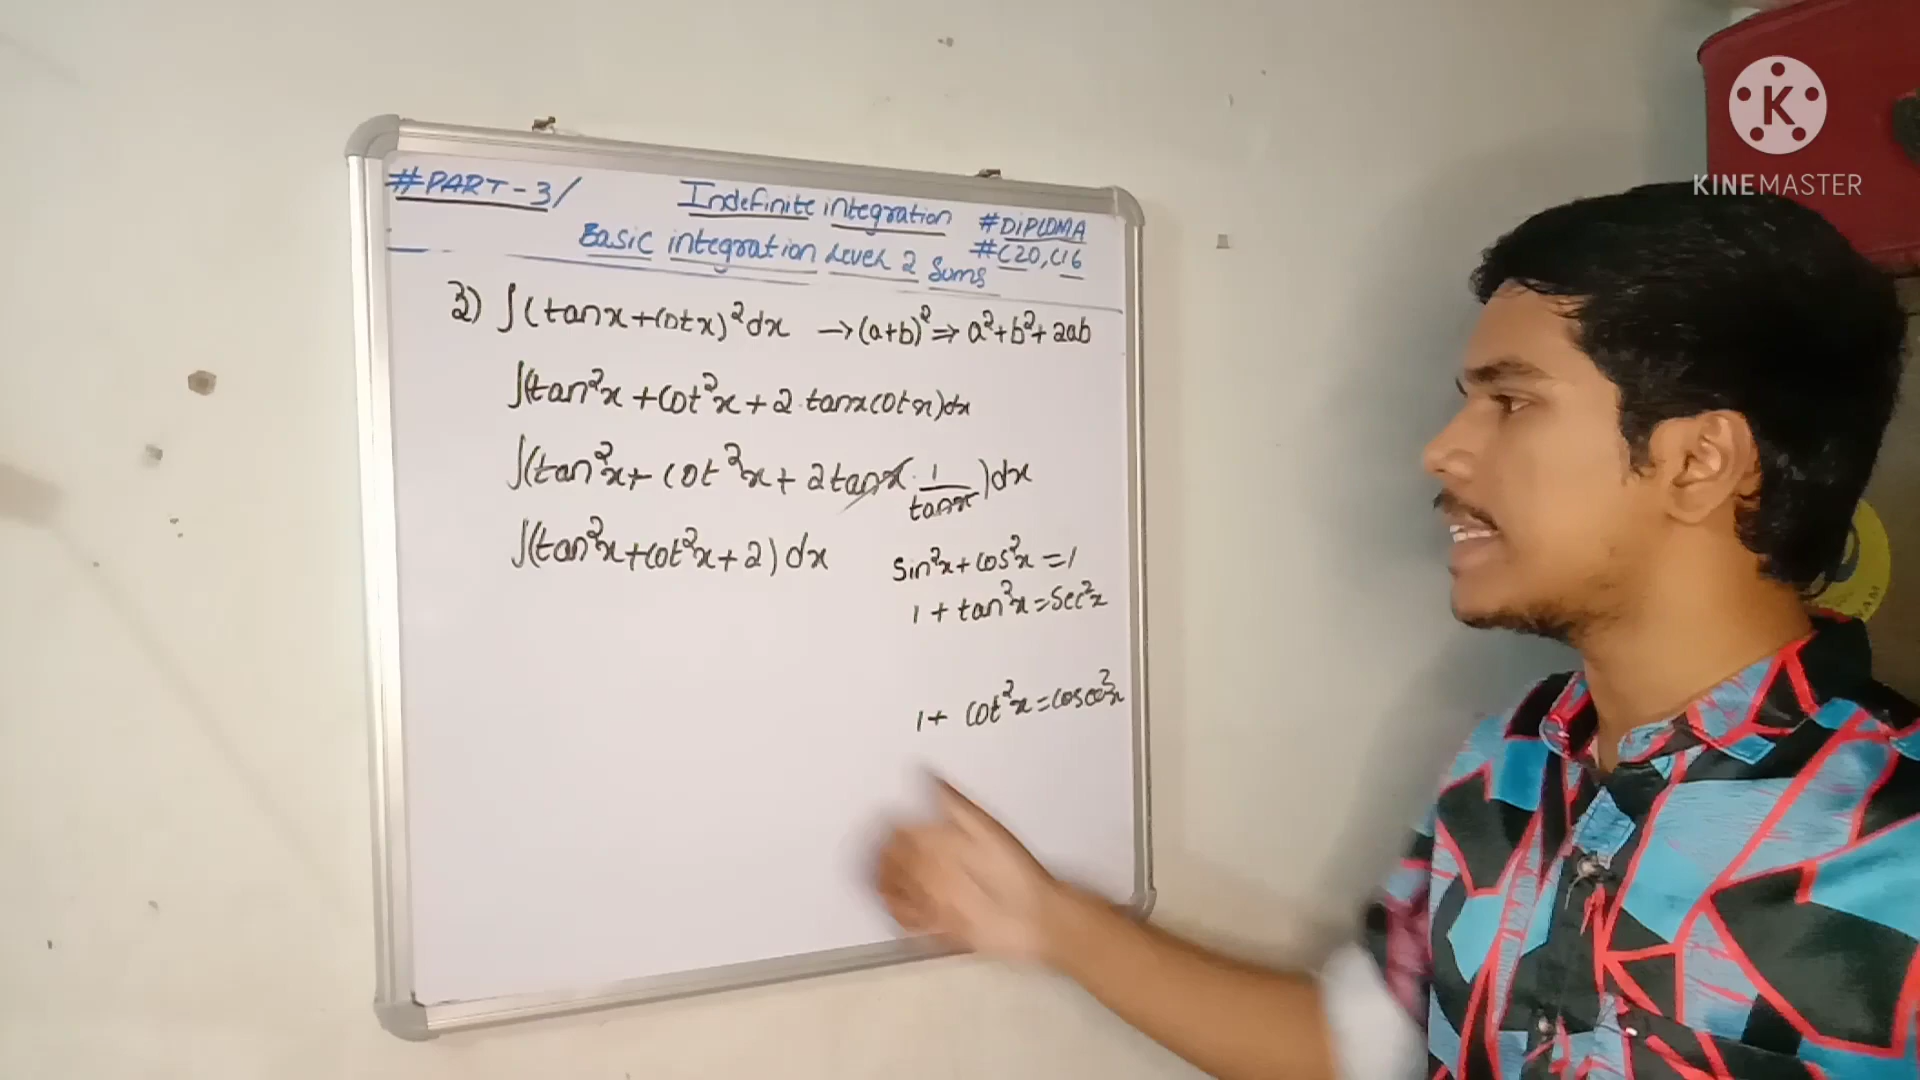 #PART-3/ Indefinite integration #DiPLOMA
Basic integration Level 2 Sums #C20, C16
3) ∫(tanx+cotx)²dx → (a+b)² ⇒ a²+b²+2ab
∫(tan²x+cot²x+2.tanxcotx)dx
∫(tan²x+cot²x+2tanx.1/tanx)dx
∫(tan²x+cot²x+2)dx
sin²x+cos²x=1
1+tan²x=Sec²x
1+cot²x=cosec²x
KINEMASTER